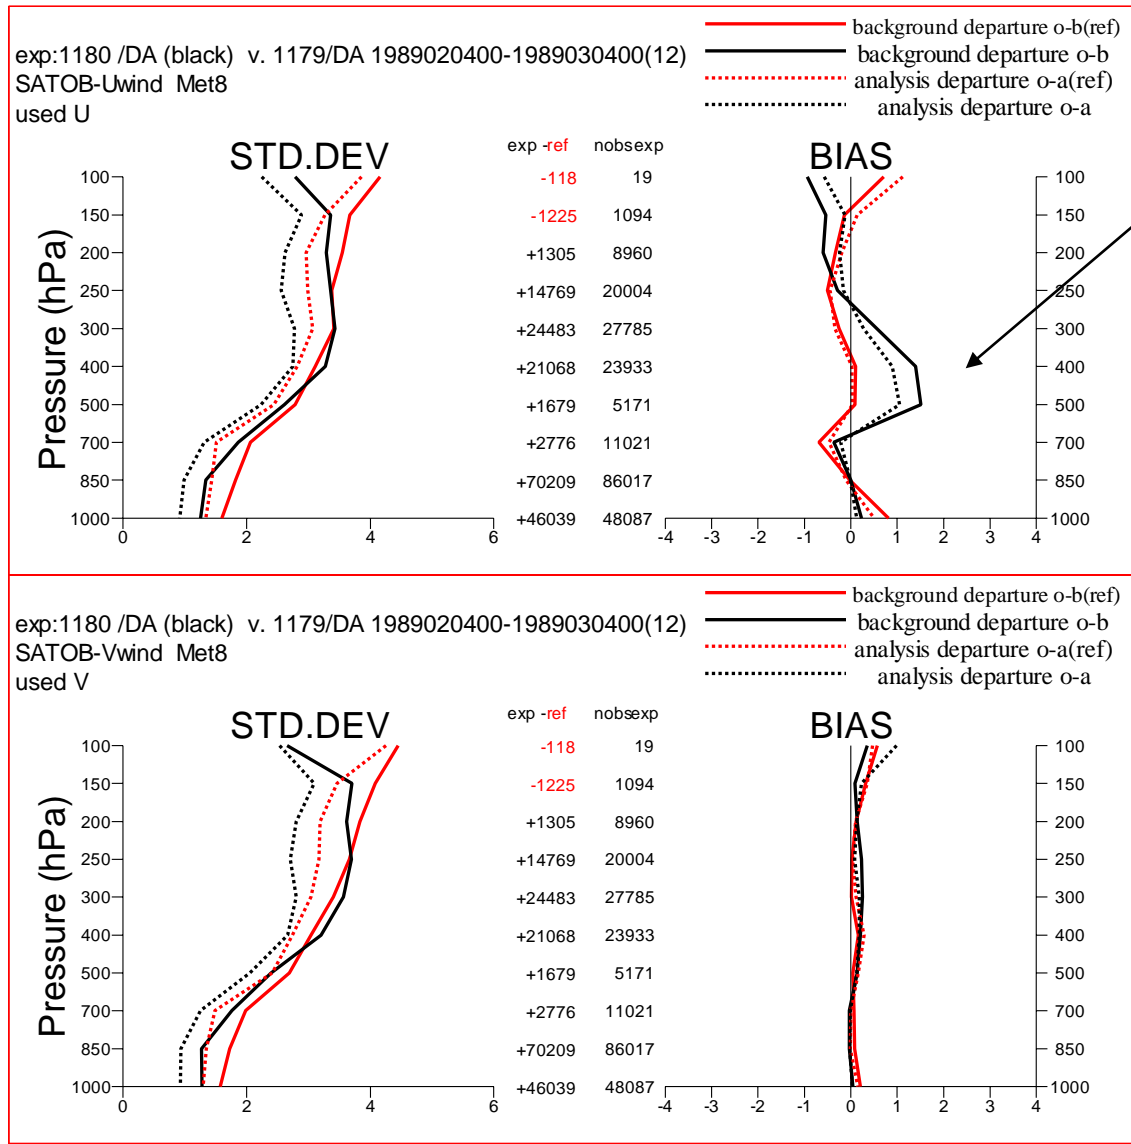 background departure o-b(ref)
exp:1180 /DA (black) v. 1179/DA 1989020400-1989030400(12)
background departure o-b
SATOB-Uwind Met8
analysis departure o-a(ref)
used U
analysis departure o-a
STD.DEV
exp -ref
nobsexp
BIAS
Pressure (hPa)
100 -118 19 100
150 -1225 1094 150
200 +1305 8960 200
250 +14769 20004 250
300 +24483 27785 300
400 +21068 23933 400
500 +1679 5171 500
700 +2776 11021 700
850 +70209 86017 850
1000 +46039 48087 1000
0 2 4 6 -4 -3 -2 -1 0 1 2 3 4
background departure o-b(ref)
exp:1180 /DA (black) v. 1179/DA 1989020400-1989030400(12)
background departure o-b
SATOB-Vwind Met8
analysis departure o-a(ref)
used V
analysis departure o-a
STD.DEV
exp -ref
nobsexp
BIAS
Pressure (hPa)
100 -118 19 100
150 -1225 1094 150
200 +1305 8960 200
250 +14769 20004 250
300 +24483 27785 300
400 +21068 23933 400
500 +1679 5171 500
700 +2776 11021 700
850 +70209 86017 850
1000 +46039 48087 1000
0 2 4 6 -4 -3 -2 -1 0 1 2 3 4